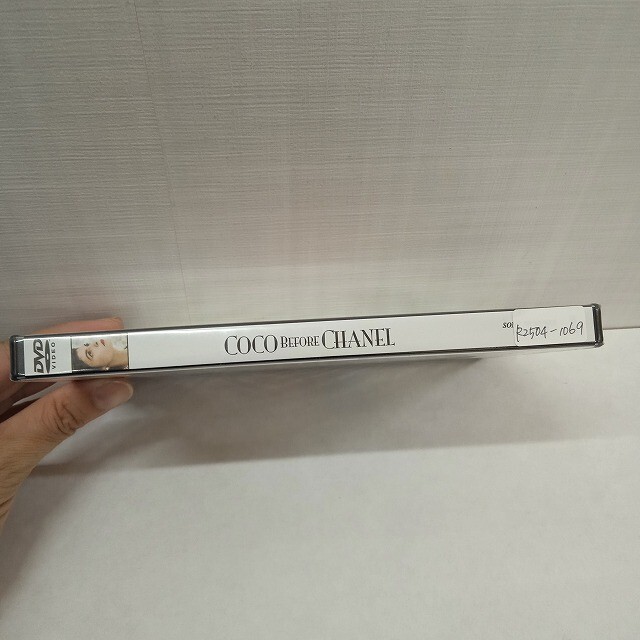 DVD
VIDEO
COCO BEFORE CHANEL
R2504-1069